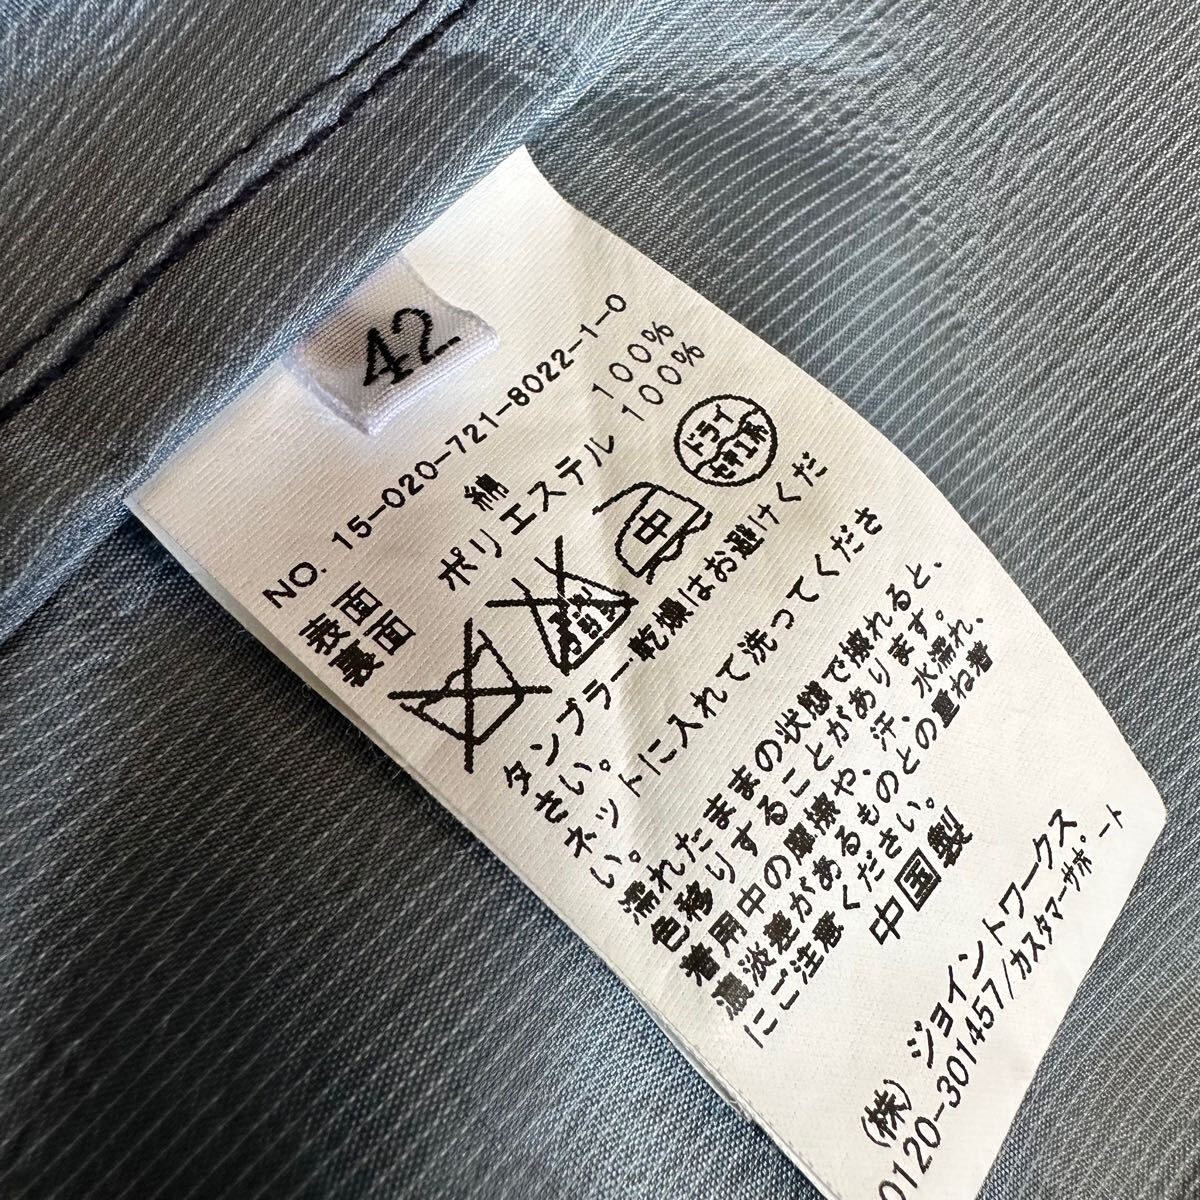 42
NO. 15-020-721-8022-1-0
表面 綿 100%
裏面 ポリエステル 100%
中
ドライ
セキユ系
タンブラー乾燥はお避けくだ
さい。
ネットに入れて洗ってくださ
い。
濡れたままの状態で擦れると、
色移りすることがあります。
着用中の摩擦や、汗、水濡れ、
濃淡差があるものとの重ね着
にご注意ください。
中国製
(株) ジョイントワークス
0120-301457/カスタマーサポート